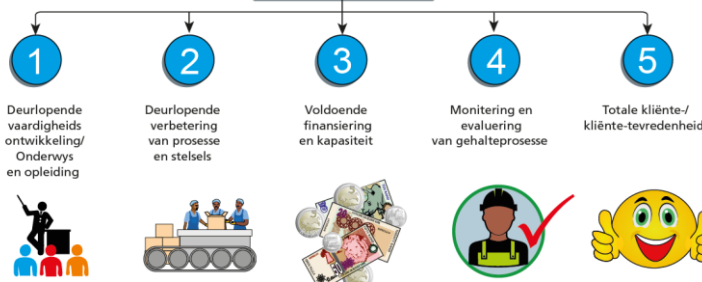 1
2
3
4
5
Deurlopende
vaardigheids
ontwikkeling/
Onderwys
en opleiding
Deurlopende
verbetering
van prosesse
en stelsels
Voldoende
finansiering
en kapasiteit
Monitering en
evaluering
van gehalteprosesse
Totale kliënte-/
kliënte-tevredenheid